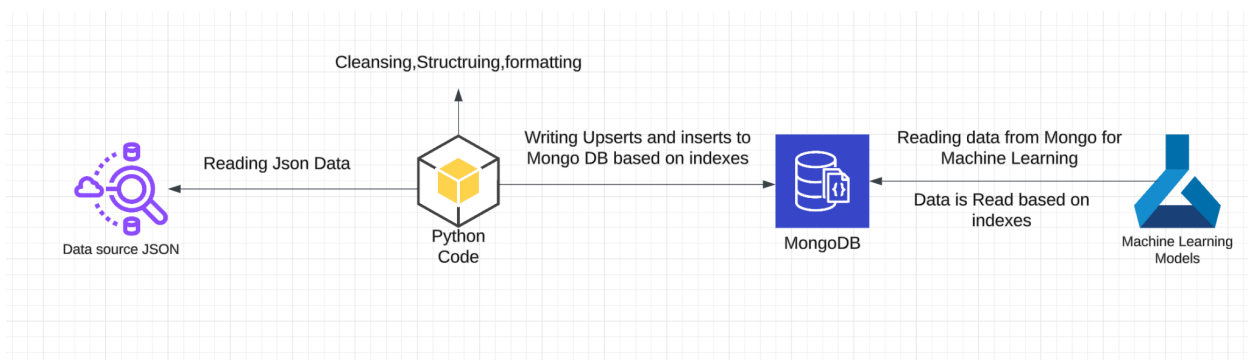 Cleansing,Structruing,formatting
Reading Json Data
Writing Upserts and inserts to
Mongo DB based on indexes
Reading data from Mongo for
Machine Learning
Data is Read based on
indexes
Data source JSON
Python
Code
MongoDB
Machine Learning
Models